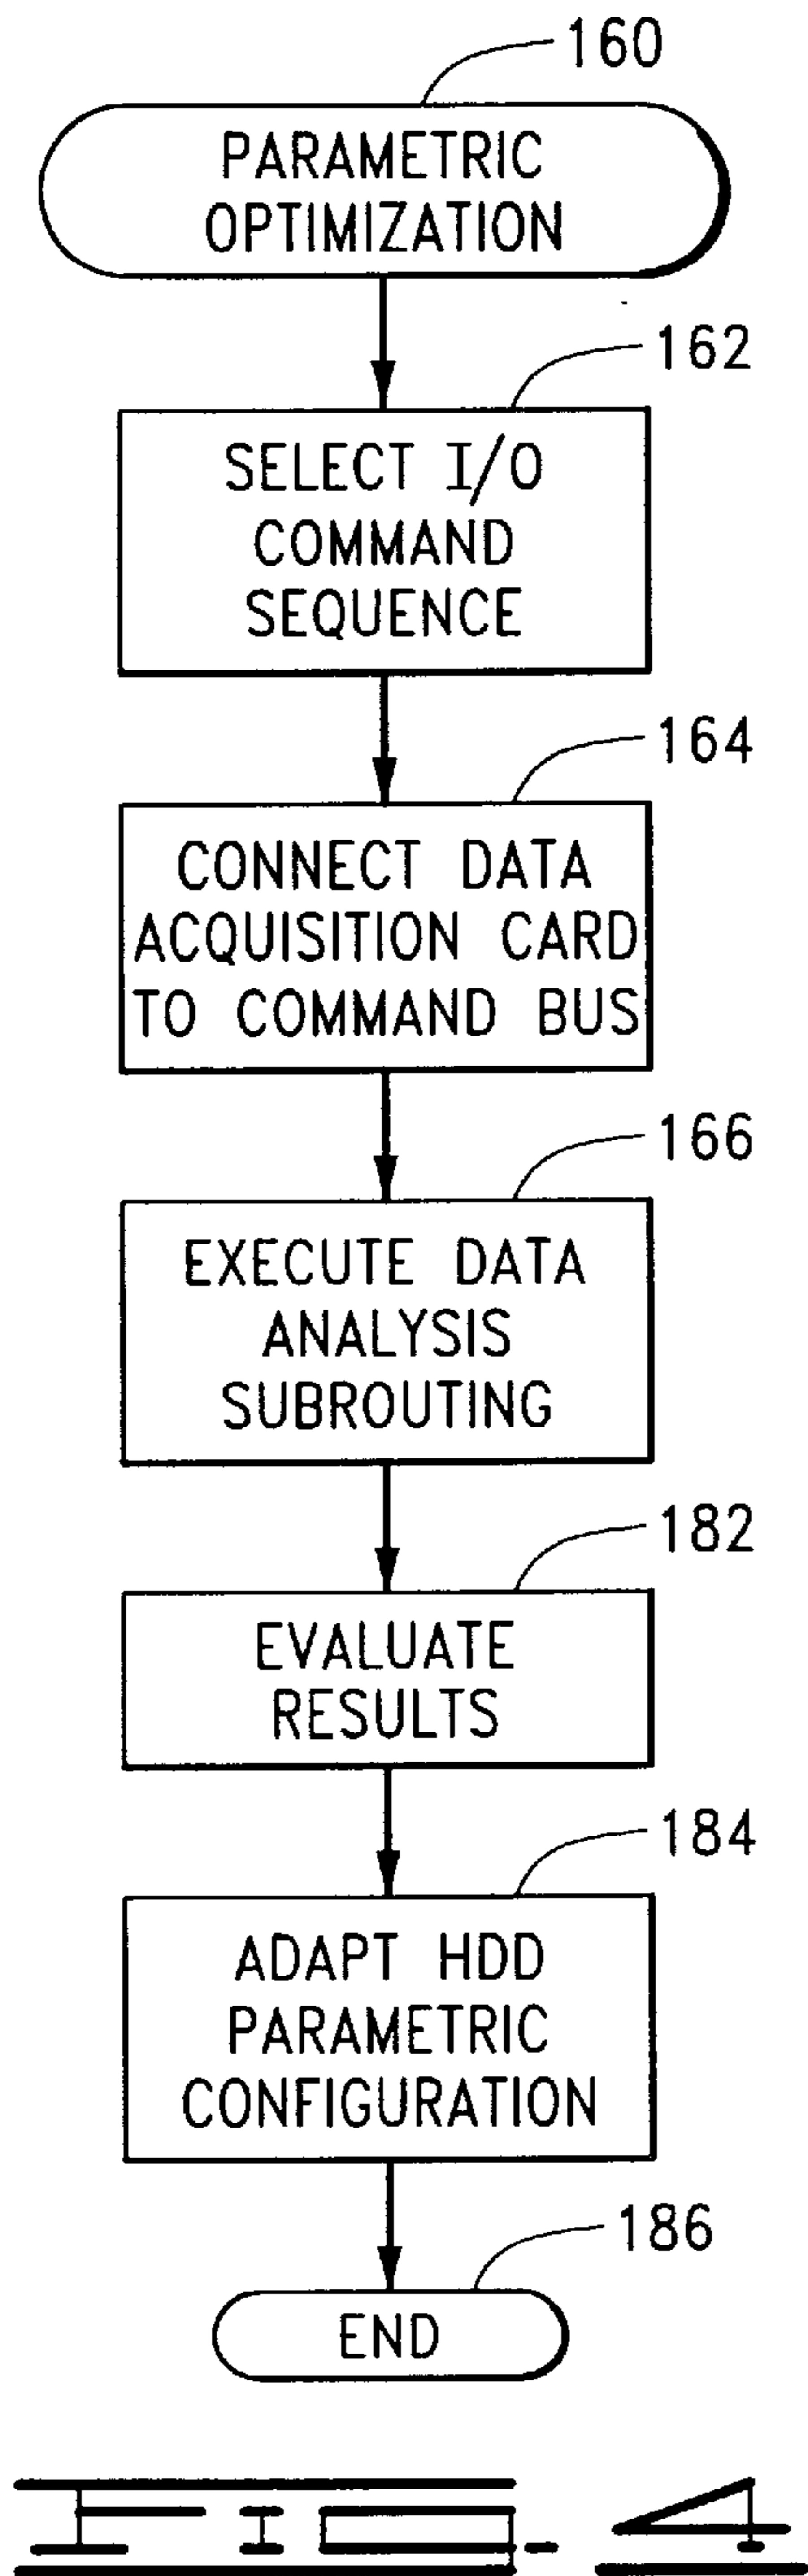 160
PARAMETRIC
OPTIMIZATION
162
SELECT I/O
COMMAND
SEQUENCE
164
CONNECT DATA
ACQUISITION CARD
TO COMMAND BUS
166
EXECUTE DATA
ANALYSIS
SUBROUTING
182
EVALUATE
RESULTS
184
ADAPT HDD
PARAMETRIC
CONFIGURATION
186
END
FIG-4